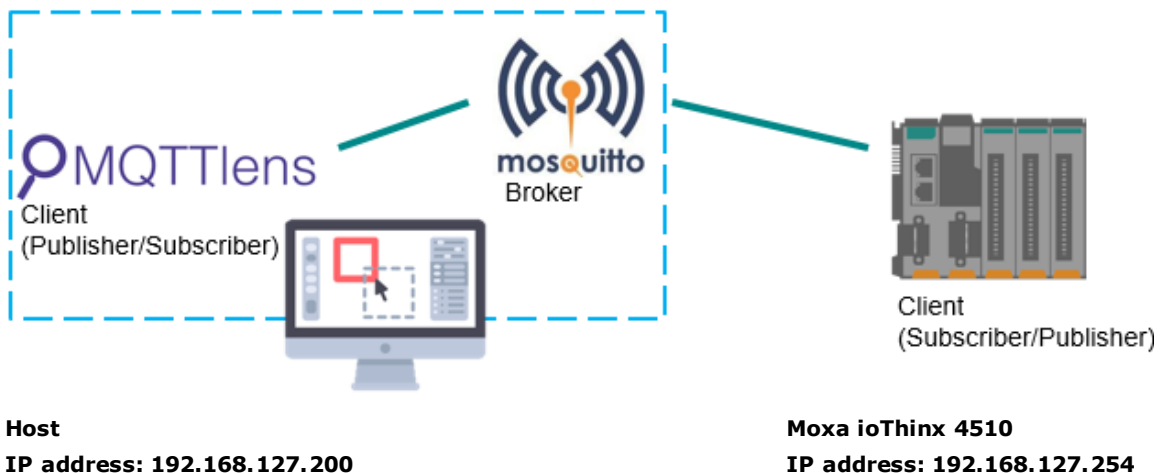 MQTTlens
Client
(Publisher/Subscriber)
mosquitto
Broker
Client
(Subscriber/Publisher)
Host
IP address: 192.168.127.200
Moxa ioThinx 4510
IP address: 192.168.127.254